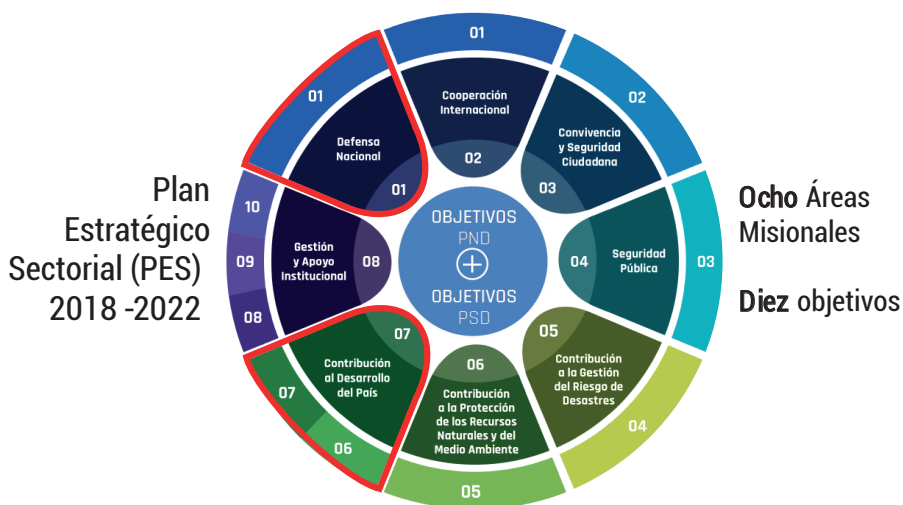 Plan
Estratégico
Sectorial (PES)
2018 -2022
01
Cooperación
Internacional
02
02
Convivencia
y Seguridad
Ciudadana
03
03
Seguridad
Pública
04
04
Contribución
a la Gestión
del Riesgo de
Desastres
05
05
Contribución
a la Protección
de los Recursos
Naturales y del
Medio Ambiente
06
06
07
Contribución
al Desarrollo
del País
07
08
09
10
Gestión
y Apoyo
Institucional
08
01
Defensa
Nacional
01
OBJETIVOS
PND
OBJETIVOS
PSD
Ocho Áreas
Misionales
Diez objetivos